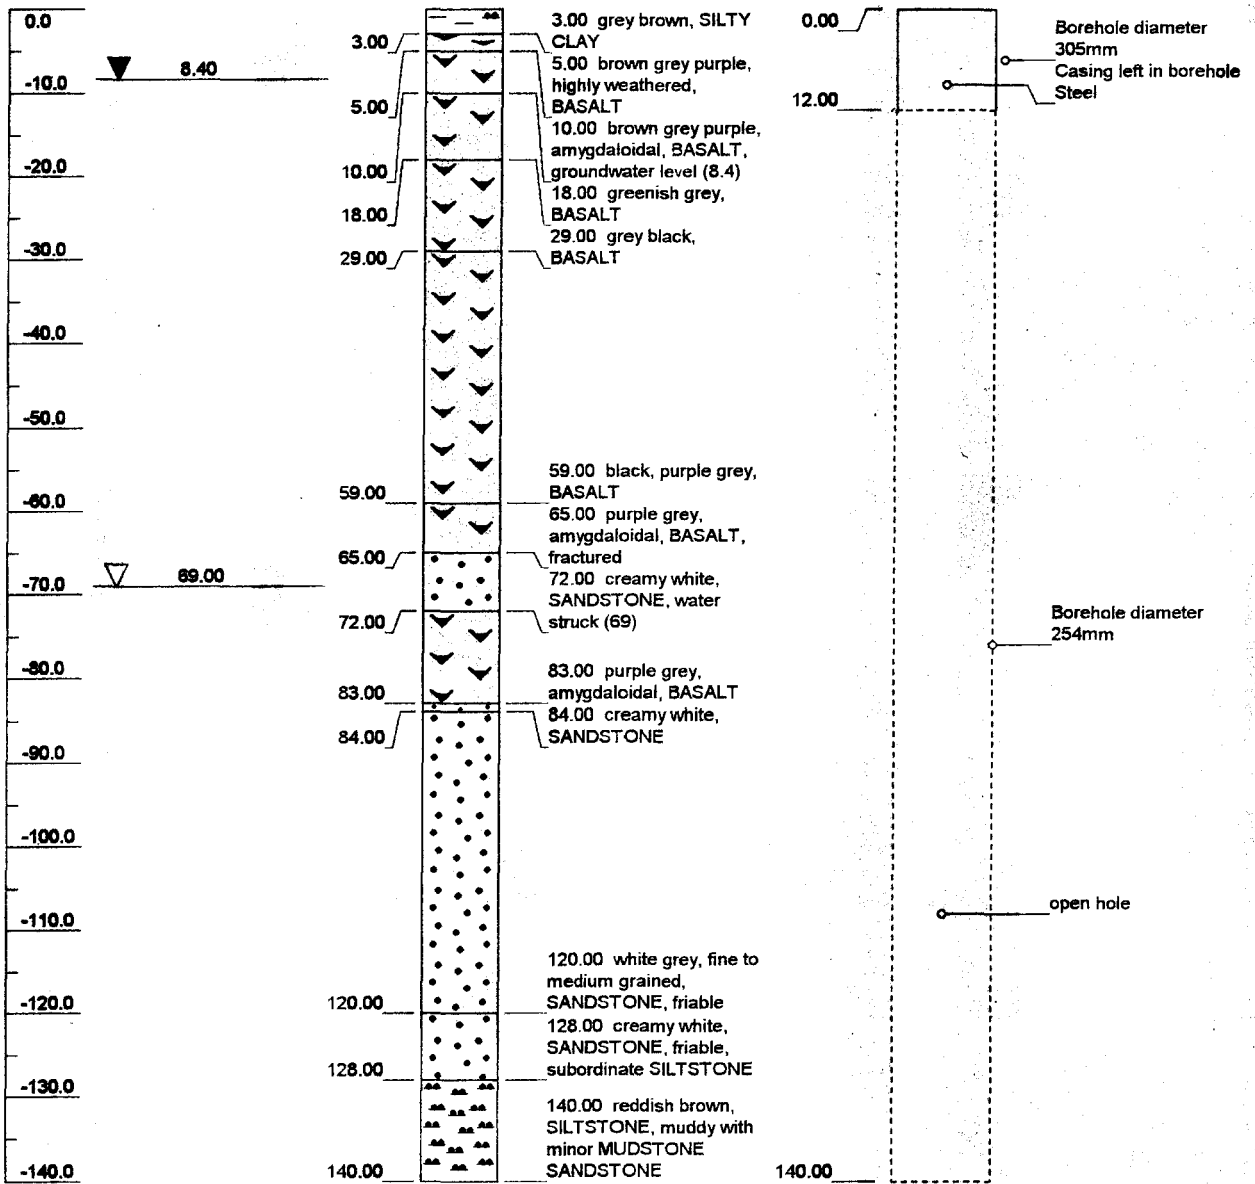 0.0
-10.0
-20.0
-30.0
-40.0
-50.0
-60.0
-70.0
-80.0
-90.0
-100.0
-110.0
-120.0
-130.0
-140.0
8.40
69.00
3.00
5.00
10.00
18.00
29.00
59.00
65.00
72.00
83.00
84.00
120.00
128.00
140.00
3.00 grey brown, SILTY
CLAY
5.00 brown grey purple,
highly weathered,
BASALT
10.00 brown grey purple,
amygdaloidal, BASALT,
groundwater level (8.4)
18.00 greenish grey,
BASALT
29.00 grey black,
BASALT
59.00 black, purple grey,
BASALT
65.00 purple grey,
amygdaloidal, BASALT,
fractured
72.00 creamy white,
SANDSTONE, water
struck (69)
83.00 purple grey,
amygdaloidal, BASALT
84.00 creamy white,
SANDSTONE
120.00 white grey, fine to
medium grained,
SANDSTONE, friable
128.00 creamy white,
SANDSTONE, friable,
subordinate SILTSTONE
140.00 reddish brown,
SILTSTONE, muddy with
minor MUDSTONE
SANDSTONE
0.00
12.00
140.00
Borehole diameter
305mm
Casing left in borehole
Steel
Borehole diameter
254mm
open hole